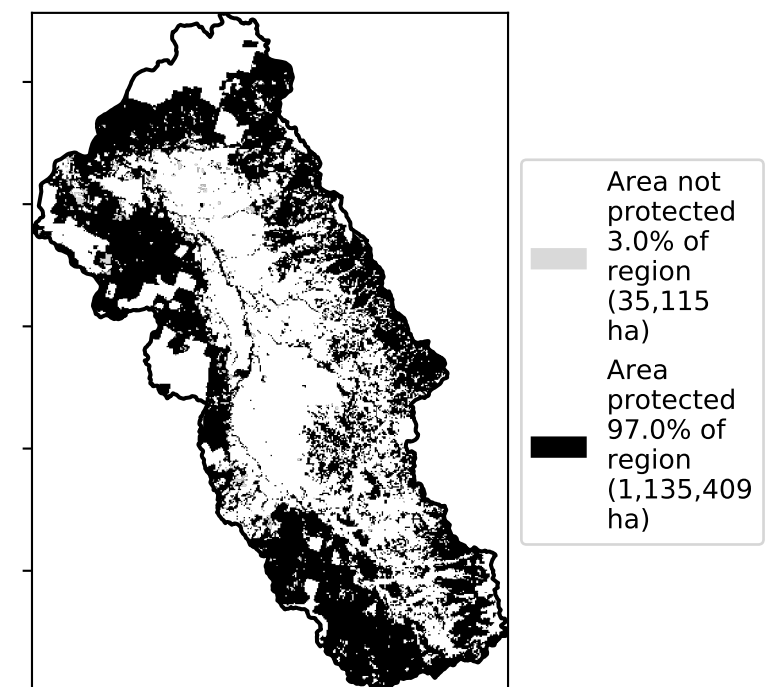 Area not
protected
3.0% of
region
(35,115
ha)
Area
protected
97.0% of
region
(1,135,409
ha)